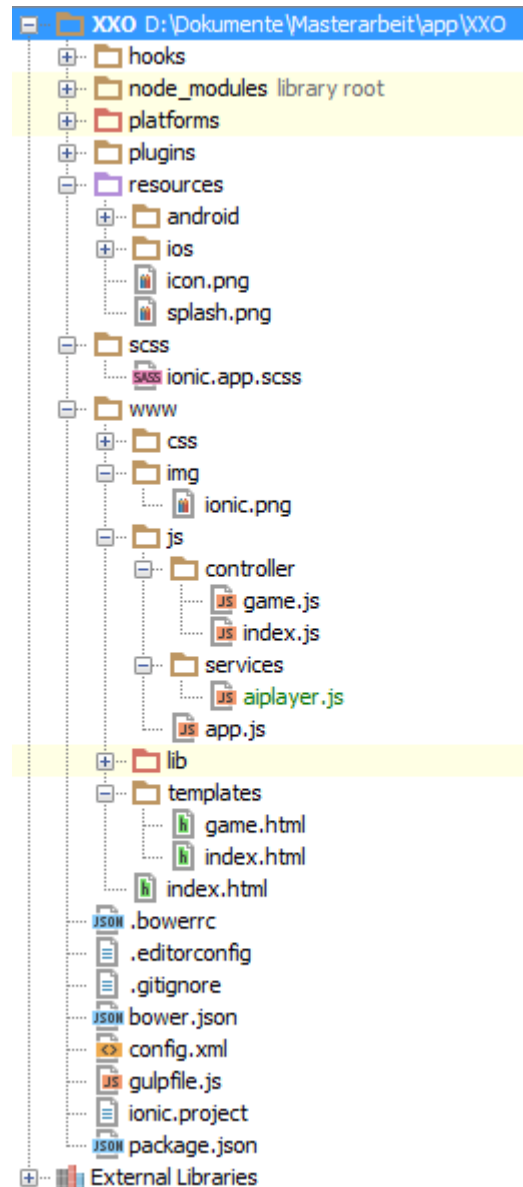 XXO D:\Dokumente\Masterarbeit\app\XXO
hooks
node_modules library root
platforms
plugins
resources
android
ios
icon.png
splash.png
scss
SASS ionic.app.scss
www
css
img
ionic.png
js
controller
JS game.js
JS index.js
services
JS aiplayer.js
JS app.js
lib
templates
h game.html
h index.html
h index.html
JSON .bowerrc
.editorconfig
.gitignore
JSON bower.json
config.xml
JS gulpfile.js
ionic.project
JSON package.json
External Libraries